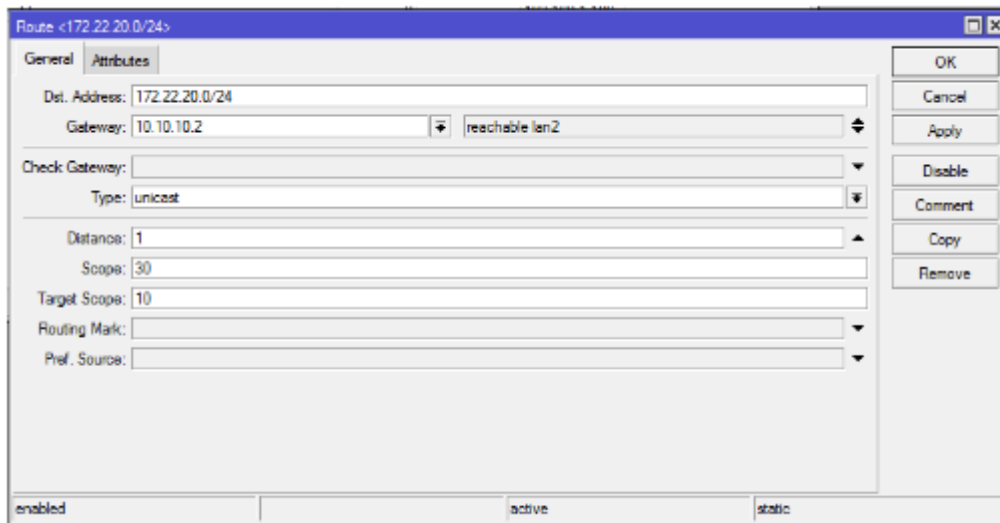 Route <172.22.20.0/24>
General Attributes
OK
Dst. Address: 172.22.20.0/24
Cancel
Gateway: 10.10.10.2 reachable lan2
Apply
Check Gateway:
Disable
Type: unicast
Comment
Distance: 1
Copy
Scope: 30
Remove
Target Scope: 10
Routing Mark:
Pref. Source:
enabled active static